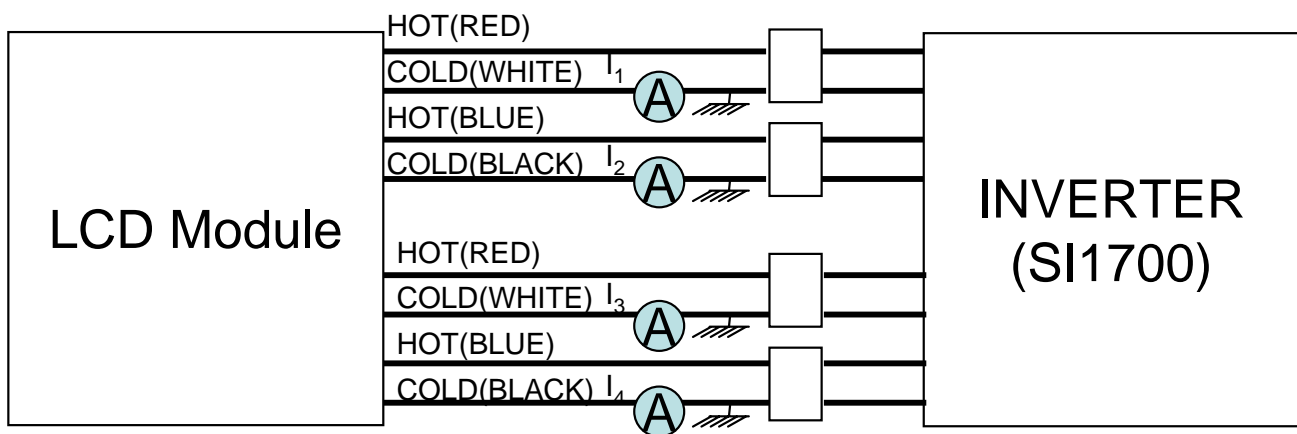 HOT(RED)
COLD(WHITE) I₁
A
HOT(BLUE)
COLD(BLACK) I₂
A
LCD Module
INVERTER
(SI1700)
HOT(RED)
COLD(WHITE) I₃
A
HOT(BLUE)
COLD(BLACK) I₄
A